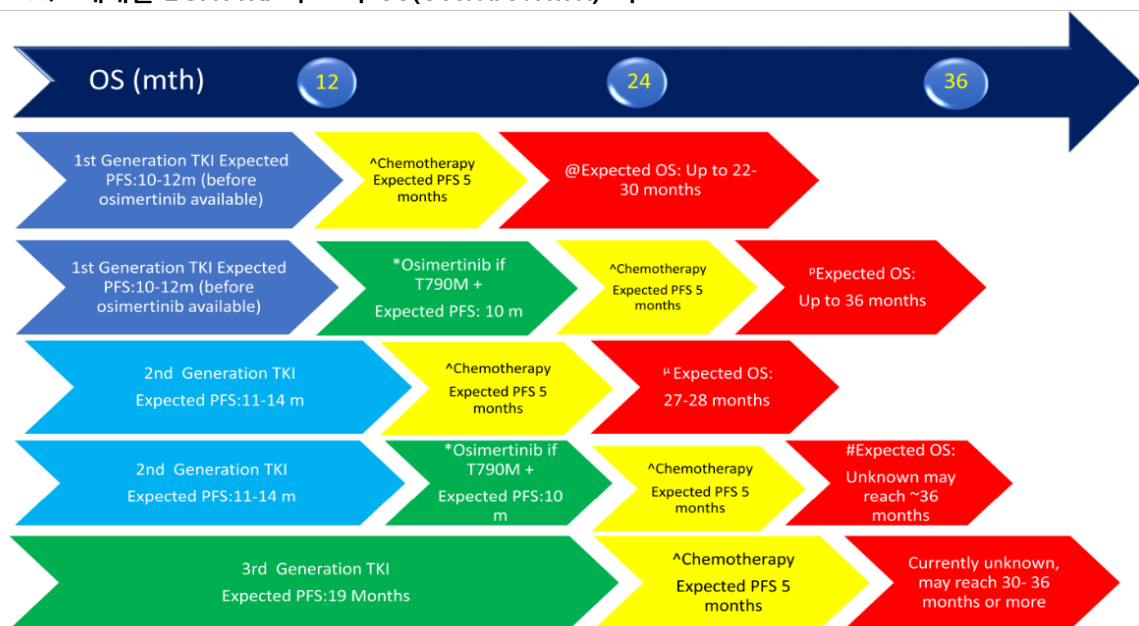 OS (mth)
12
24
36
1st Generation TKI Expected
PFS:10-12m (before
osimertinib available)
^Chemotherapy
Expected PFS 5
months
@Expected OS: Up to 22-
30 months
1st Generation TKI Expected
PFS:10-12m (before
osimertinib available)
*Osimertinib if
T790M +
Expected PFS: 10 m
^Chemotherapy
Expected PFS 5
months
ᵖExpected OS:
Up to 36 months
2nd Generation TKI
Expected PFS:11-14 m
^Chemotherapy
Expected PFS 5
months
µ Expected OS:
27-28 months
2nd Generation TKI
Expected PFS:11-14 m
*Osimertinib if
T790M +
Expected PFS:10
m
^Chemotherapy
Expected PFS 5
months
#Expected OS:
Unknown may
reach ~36
months
3rd Generation TKI
Expected PFS:19 Months
^Chemotherapy
Expected PFS 5
months
Currently unknown,
may reach 30- 36
months or more